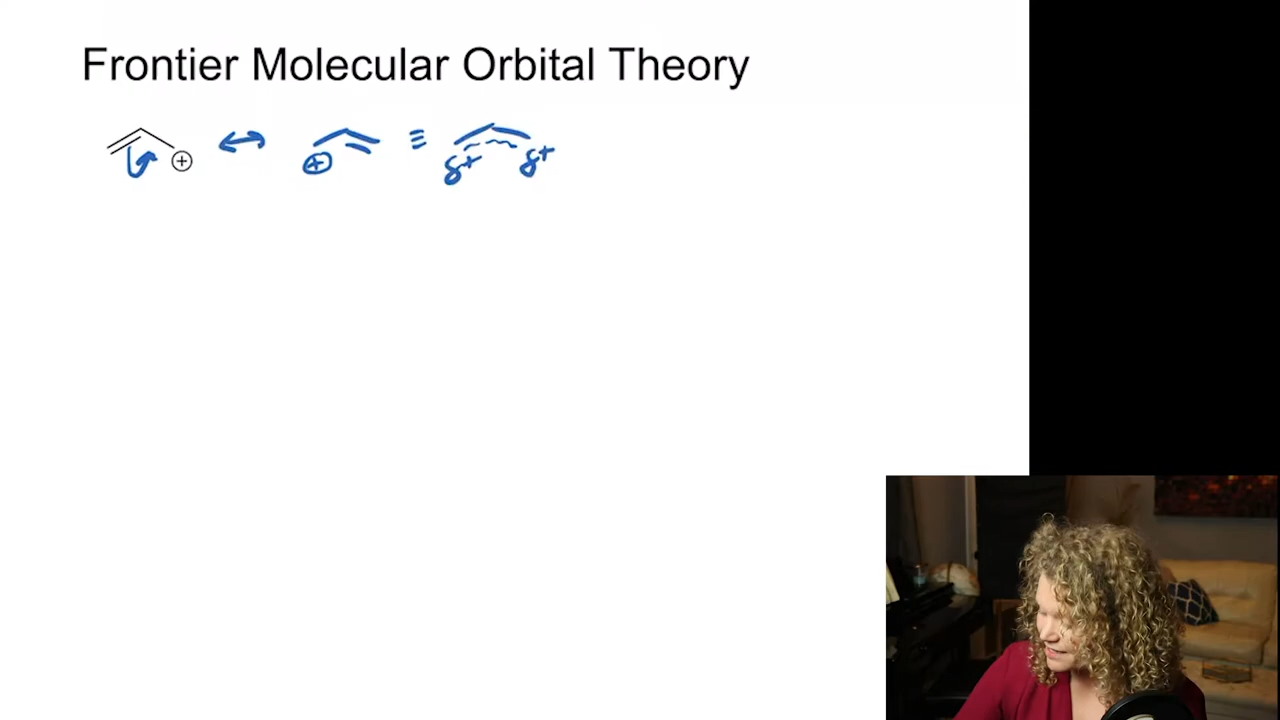 Frontier Molecular Orbital Theory
⊕ ↔ ⊕ ≡ δ+ δ+